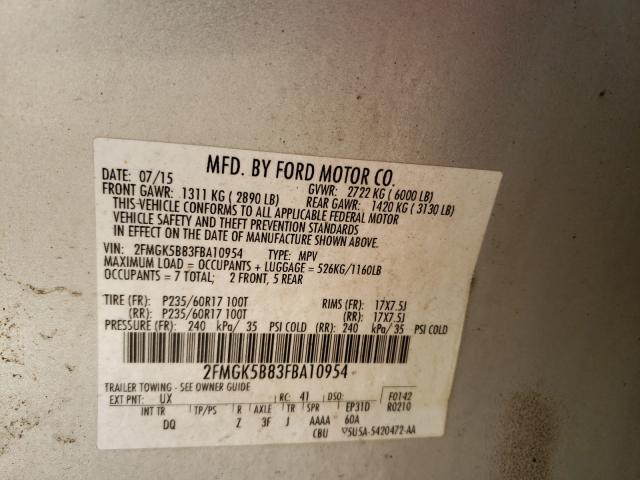 MFD. BY FORD MOTOR CO.
DATE: 07/15 GVWR: 2722 KG (6000 LB)
FRONT GAWR: 1311 KG (2890 LB) REAR GAWR: 1420 KG (3130 LB)
THIS VEHICLE CONFORMS TO ALL APPLICABLE FEDERAL MOTOR
VEHICLE SAFETY AND THEFT PREVENTION STANDARDS
IN EFFECT ON THE DATE OF MANUFACTURE SHOWN ABOVE.
VIN: 2FMGK5B83FBA10954 TYPE: MPV
MAXIMUM LOAD = OCCUPANTS + LUGGAGE = 526KG/1160LB
OCCUPANTS = 7 TOTAL; 2 FRONT, 5 REAR
TIRE (FR): P235/60R17 100T RIMS (FR): 17X7.5J
(RR): P235/60R17 100T (RR): 17X7.5J
PRESSURE (FR): 240 kPa/ 35 PSI COLD (RR): 240 kPa/ 35 PSI COLD
2FMGK5B83FBA10954
TRAILER TOWING - SEE OWNER GUIDE
EXT PNT: UX RC: 41 DSO: F0142
INT TR TP/PS R AXLE TR SPR EP31D R0210
DQ Z 3F J AAAA 60A
CBU 5USA-5420472-AA